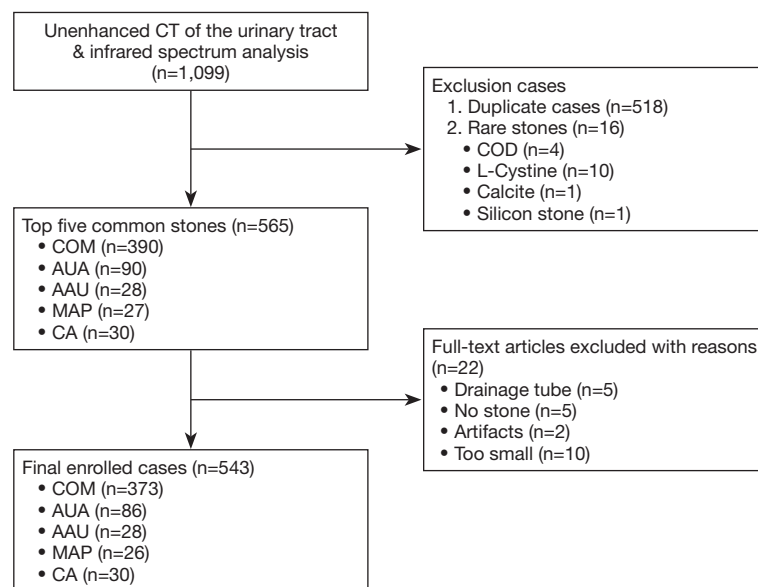 Unenhanced CT of the urinary tract
& infrared spectrum analysis
(n=1,099)
Exclusion cases
1. Duplicate cases (n=518)
2. Rare stones (n=16)
• COD (n=4)
• L-Cystine (n=10)
• Calcite (n=1)
• Silicon stone (n=1)
Top five common stones (n=565)
• COM (n=390)
• AUA (n=90)
• AAU (n=28)
• MAP (n=27)
• CA (n=30)
Full-text articles excluded with reasons
(n=22)
• Drainage tube (n=5)
• No stone (n=5)
• Artifacts (n=2)
• Too small (n=10)
Final enrolled cases (n=543)
• COM (n=373)
• AUA (n=86)
• AAU (n=28)
• MAP (n=26)
• CA (n=30)